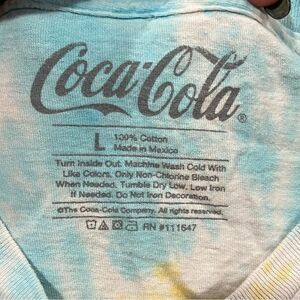 Coca-Cola®
L 100% Cotton
Made in Mexico
Turn Inside Out. Machine Wash Cold With
Like Colors, Only Non-Chlorine Bleach
When Needed. Tumble Dry Low. Low Iron
If Needed. Do Not Iron Decoration.
©The Coca-Cola Company. All rights reserved.
RN #111647